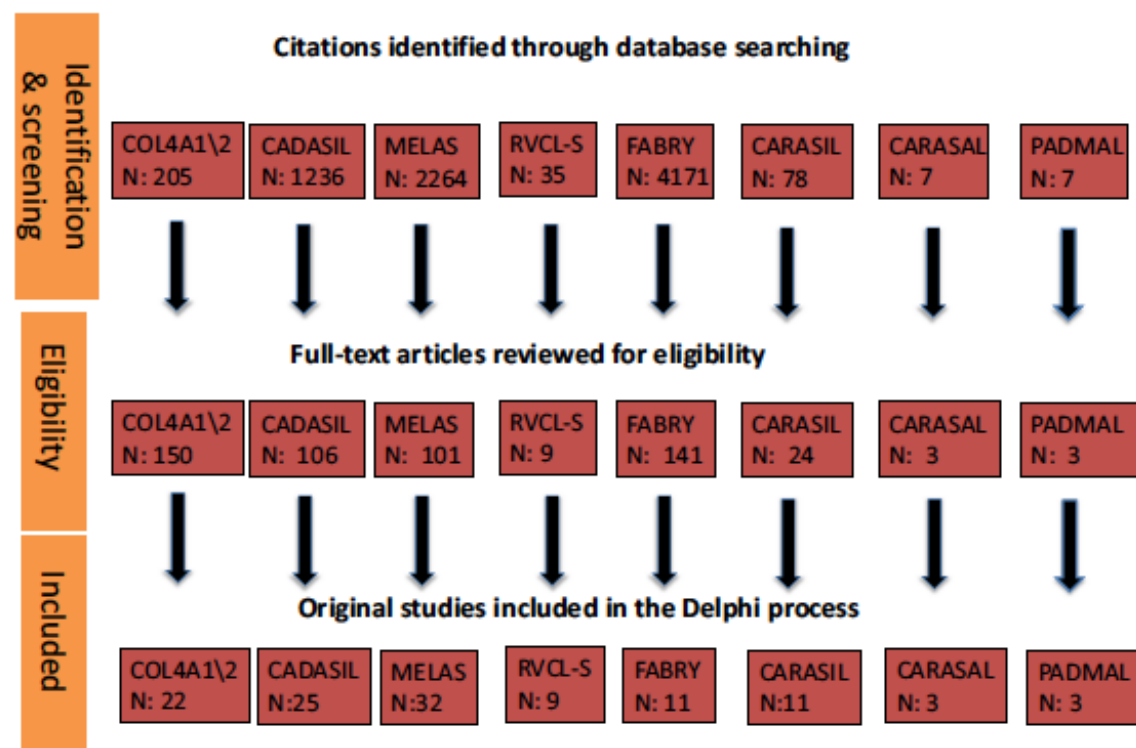 Identification
& screening
Citations identified through database searching
COL4A1\2
N: 205
CADASIL
N: 1236
MELAS
N: 2264
RVCL-S
N: 35
FABRY
N: 4171
CARASIL
N: 78
CARASAL
N: 7
PADMAL
N: 7
Eligibility
Full-text articles reviewed for eligibility
COL4A1\2
N: 150
CADASIL
N: 106
MELAS
N: 101
RVCL-S
N: 9
FABRY
N: 141
CARASIL
N: 24
CARASAL
N: 3
PADMAL
N: 3
Included
Original studies included in the Delphi process
COL4A1\2
N: 22
CADASIL
N:25
MELAS
N:32
RVCL-S
N: 9
FABRY
N: 11
CARASIL
N:11
CARASAL
N: 3
PADMAL
N: 3